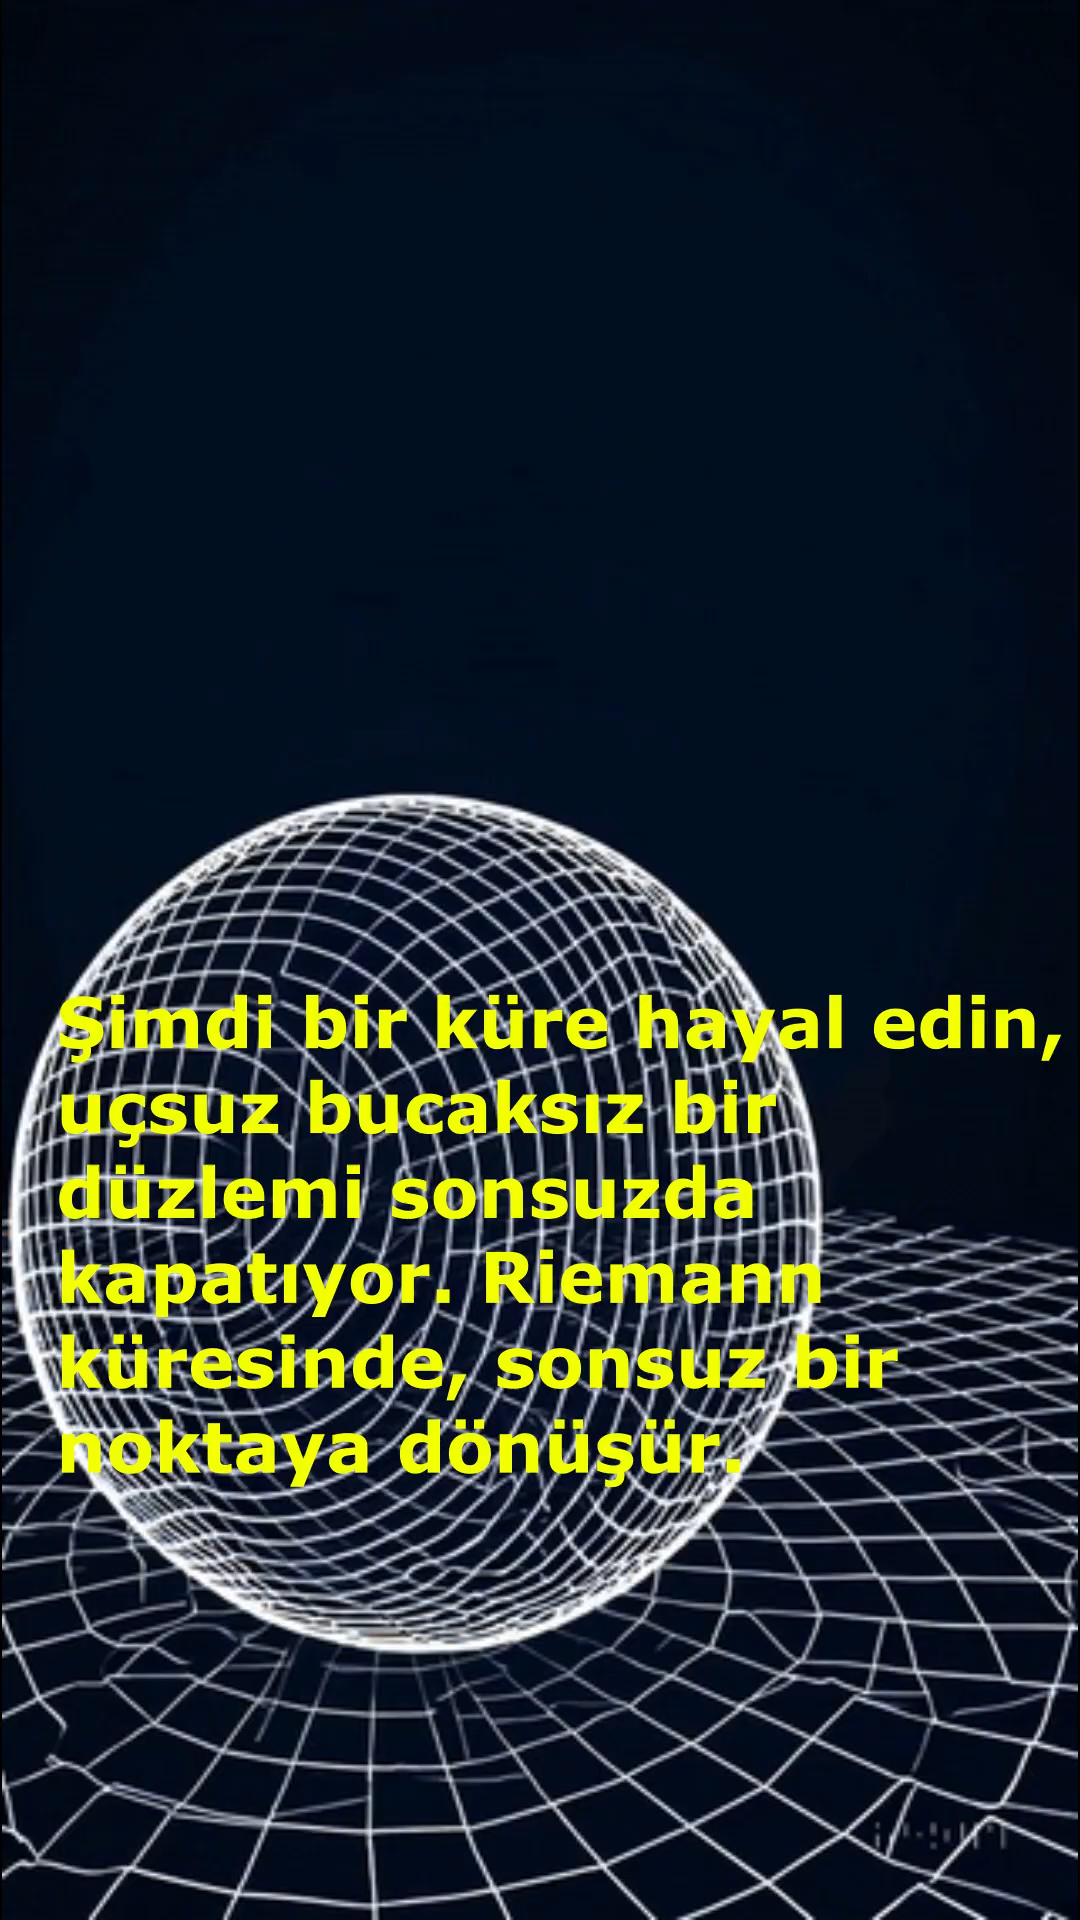 Şimdi bir küre hayal edin,
uçsuz bucaksız bir
düzlemi sonsuzda
kapatıyor. Riemann
küresinde, sonsuz bir
noktaya dönüşür.